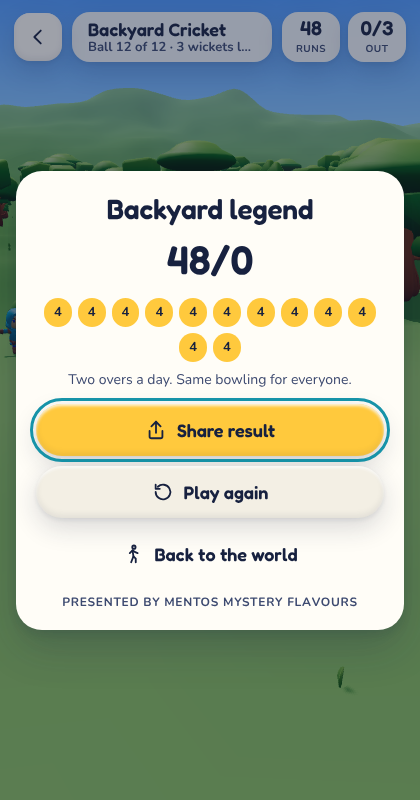 Backyard Cricket
Ball 12 of 12 · 3 wickets l...
48
RUNS
0/3
OUT
Backyard legend
48/0
4 4 4 4 4 4 4 4 4 4
4 4
Two overs a day. Same bowling for everyone.
Share result
Play again
Back to the world
PRESENTED BY MENTOS MYSTERY FLAVOURS